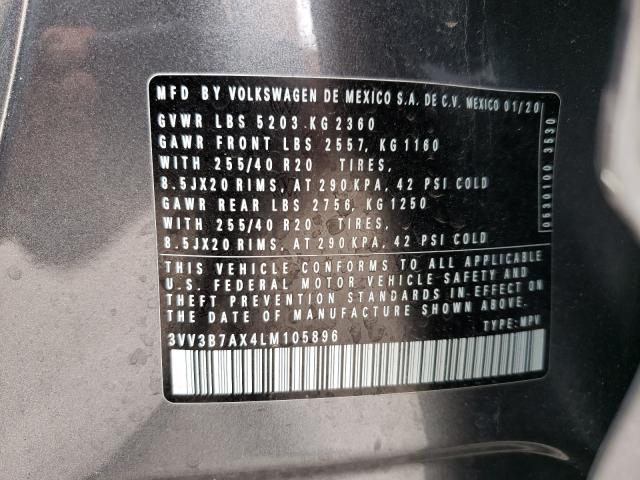 MFD BY VOLKSWAGEN DE MEXICO S.A. DE C.V. MEXICO 01/20
GVWR LBS 5203 KG 2360
GAWR FRONT LBS 2557, KG 1160
WITH 255/40 R20 TIRES,
8.5JX20 RIMS, AT 290 KPA, 42 PSI COLD
GAWR REAR LBS 2756, KG 1250
WITH 255/40 R20 TIRES,
8.5JX20 RIMS, AT 290 KPA, 42 PSI COLD
THIS VEHICLE CONFORMS TO ALL APPLICABLE
U.S. FEDERAL MOTOR VEHICLE SAFETY AND
THEFT PREVENTION STANDARDS IN EFFECT ON
THE DATE OF MANUFACTURE SHOWN ABOVE.
3VV3B7AX4LM105896 TYPE: MPV
0530100 3530